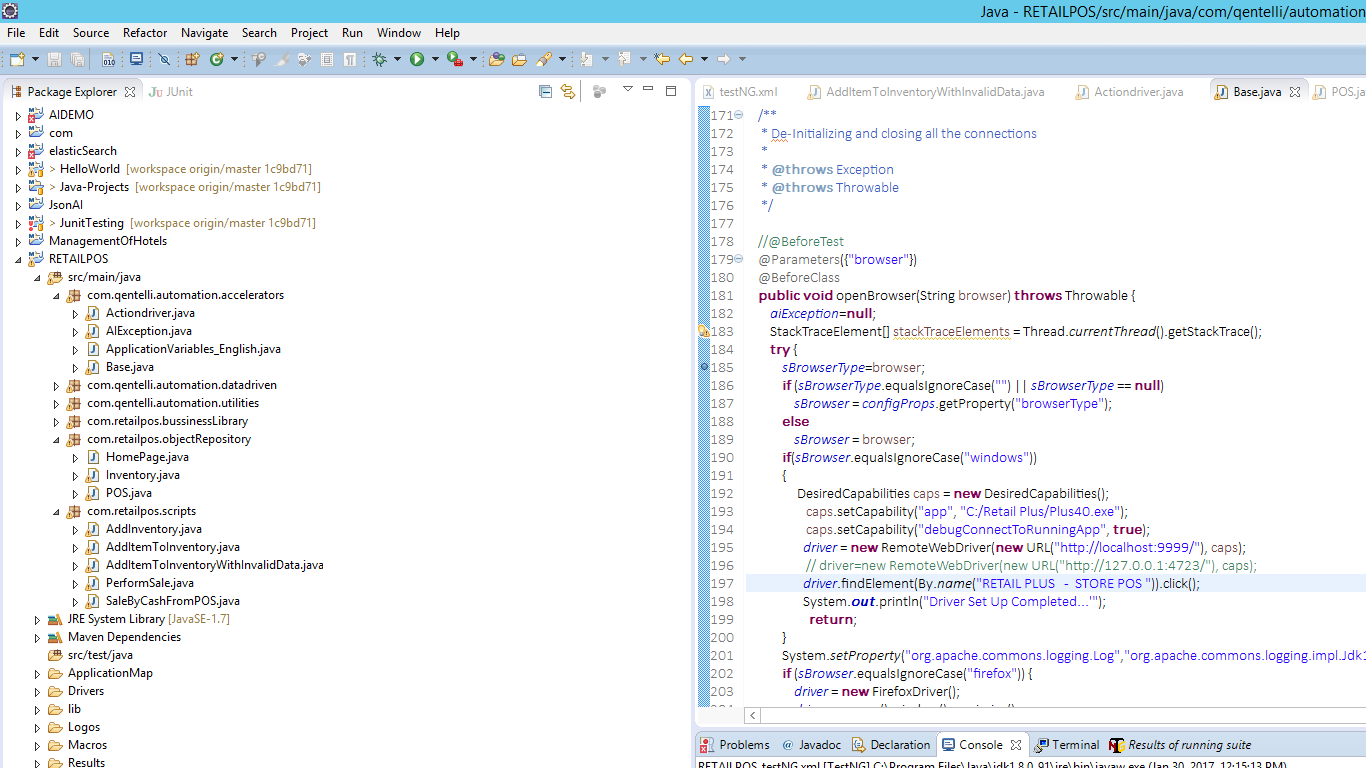 Java - RETAILPOS/src/main/java/com/qentelli/automation
File Edit Source Refactor Navigate Search Project Run Window Help
Package Explorer JUnit
AIDEMO
com
elasticSearch
> HelloWorld [workspace origin/master 1c9bd71]
> Java-Projects [workspace origin/master 1c9bd71]
JsonAI
> JunitTesting [workspace origin/master 1c9bd71]
ManagementOfHotels
RETAILPOS
src/main/java
com.qentelli.automation.accelerators
Actiondriver.java
AIException.java
ApplicationVariables_English.java
Base.java
com.qentelli.automation.datadriven
com.qentelli.automation.utilities
com.retailpos.bussinessLibrary
com.retailpos.objectRepository
HomePage.java
Inventory.java
POS.java
com.retailpos.scripts
AddInventory.java
AddItemToInventory.java
AddItemToInventoryWithInvalidData.java
PerformSale.java
SaleByCashFromPOS.java
JRE System Library [JavaSE-1.7]
Maven Dependencies
src/test/java
ApplicationMap
Drivers
lib
Logos
Macros
Results
testNG.xml AddItemToInventoryWithInvalidData.java Actiondriver.java Base.java POS.ja
171 /**
172 * De-Initializing and closing all the connections
173 *
174 * @throws Exception
175 * @throws Throwable
176 */
177
178 //@BeforeTest
179 @Parameters({"browser"})
180 @BeforeClass
181 public void openBrowser(String browser) throws Throwable {
182 aiException=null;
183 StackTraceElement[] stackTraceElements = Thread.currentThread().getStackTrace();
184 try {
185 sBrowserType=browser;
186 if (sBrowserType.equalsIgnoreCase("") || sBrowserType == null)
187 sBrowser = configProps.getProperty("browserType");
188 else
189 sBrowser = browser;
190 if(sBrowser.equalsIgnoreCase("windows"))
191 {
192 DesiredCapabilities caps = new DesiredCapabilities();
193 caps.setCapability("app", "C:/Retail Plus/Plus40.exe");
194 caps.setCapability("debugConnectToRunningApp", true);
195 driver = new RemoteWebDriver(new URL("http://localhost:9999/"), caps);
196 // driver=new RemoteWebDriver(new URL("http://127.0.0.1:4723/"), caps);
197 driver.findElement(By.name("RETAIL PLUS - STORE POS ")).click();
198 System.out.println("Driver Set Up Completed...'");
199 return;
200 }
201 System.setProperty("org.apache.commons.logging.Log","org.apache.commons.logging.impl.Jdk1
202 if (sBrowser.equalsIgnoreCase("firefox")) {
203 driver = new FirefoxDriver();
Problems @ Javadoc Declaration Console Terminal Results of running suite
RETAILPOS_testNG.xml [TestNG] C:\Program Files\Java\jdk1.8.0_91\jre\bin\javaw.exe (Jan 30, 2017, 12:15:13 PM)